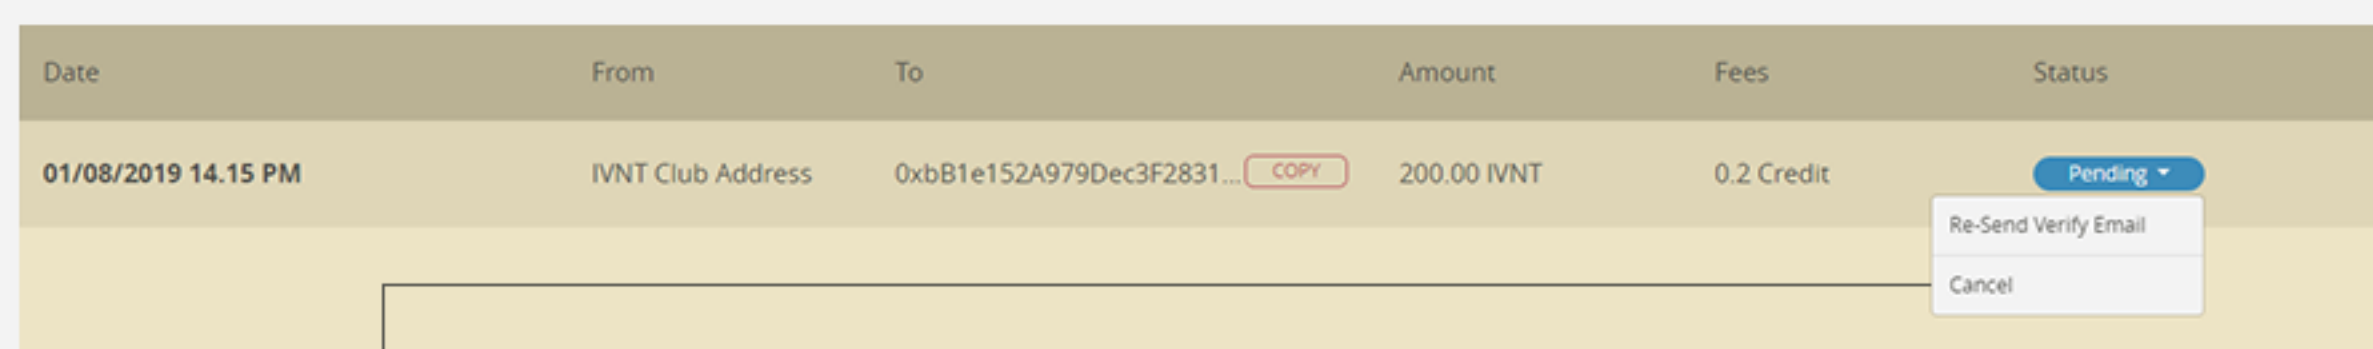 Date From To Amount Fees Status
01/08/2019 14.15 PM IVNT Club Address 0xbB1e152A979Dec3F2831... COPY 200.00 IVNT 0.2 Credit Pending
Re-Send Verify Email
Cancel